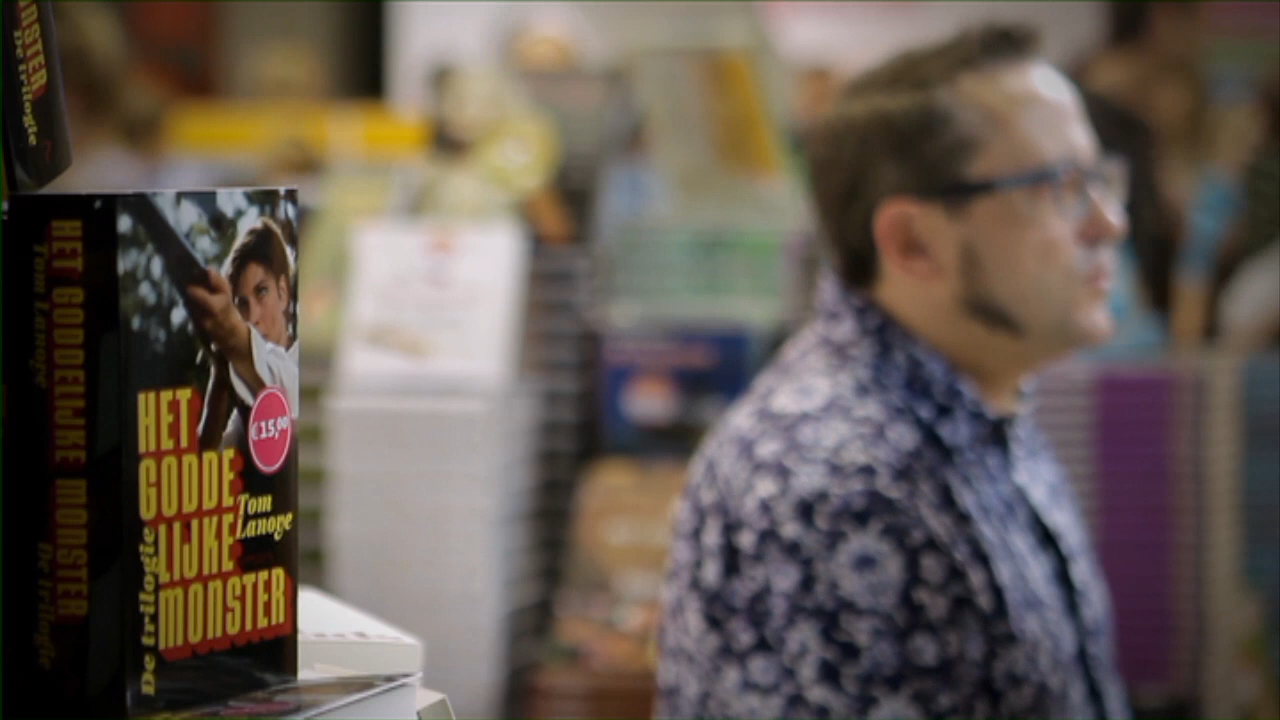 NSTER
De trilogie
HET GODDELIJKE MONSTER
Tom Lanoye
De trilogie
HET
GODDE
LIJKE
MONSTER
Tom
Lanoye
De trilogie
€15,00